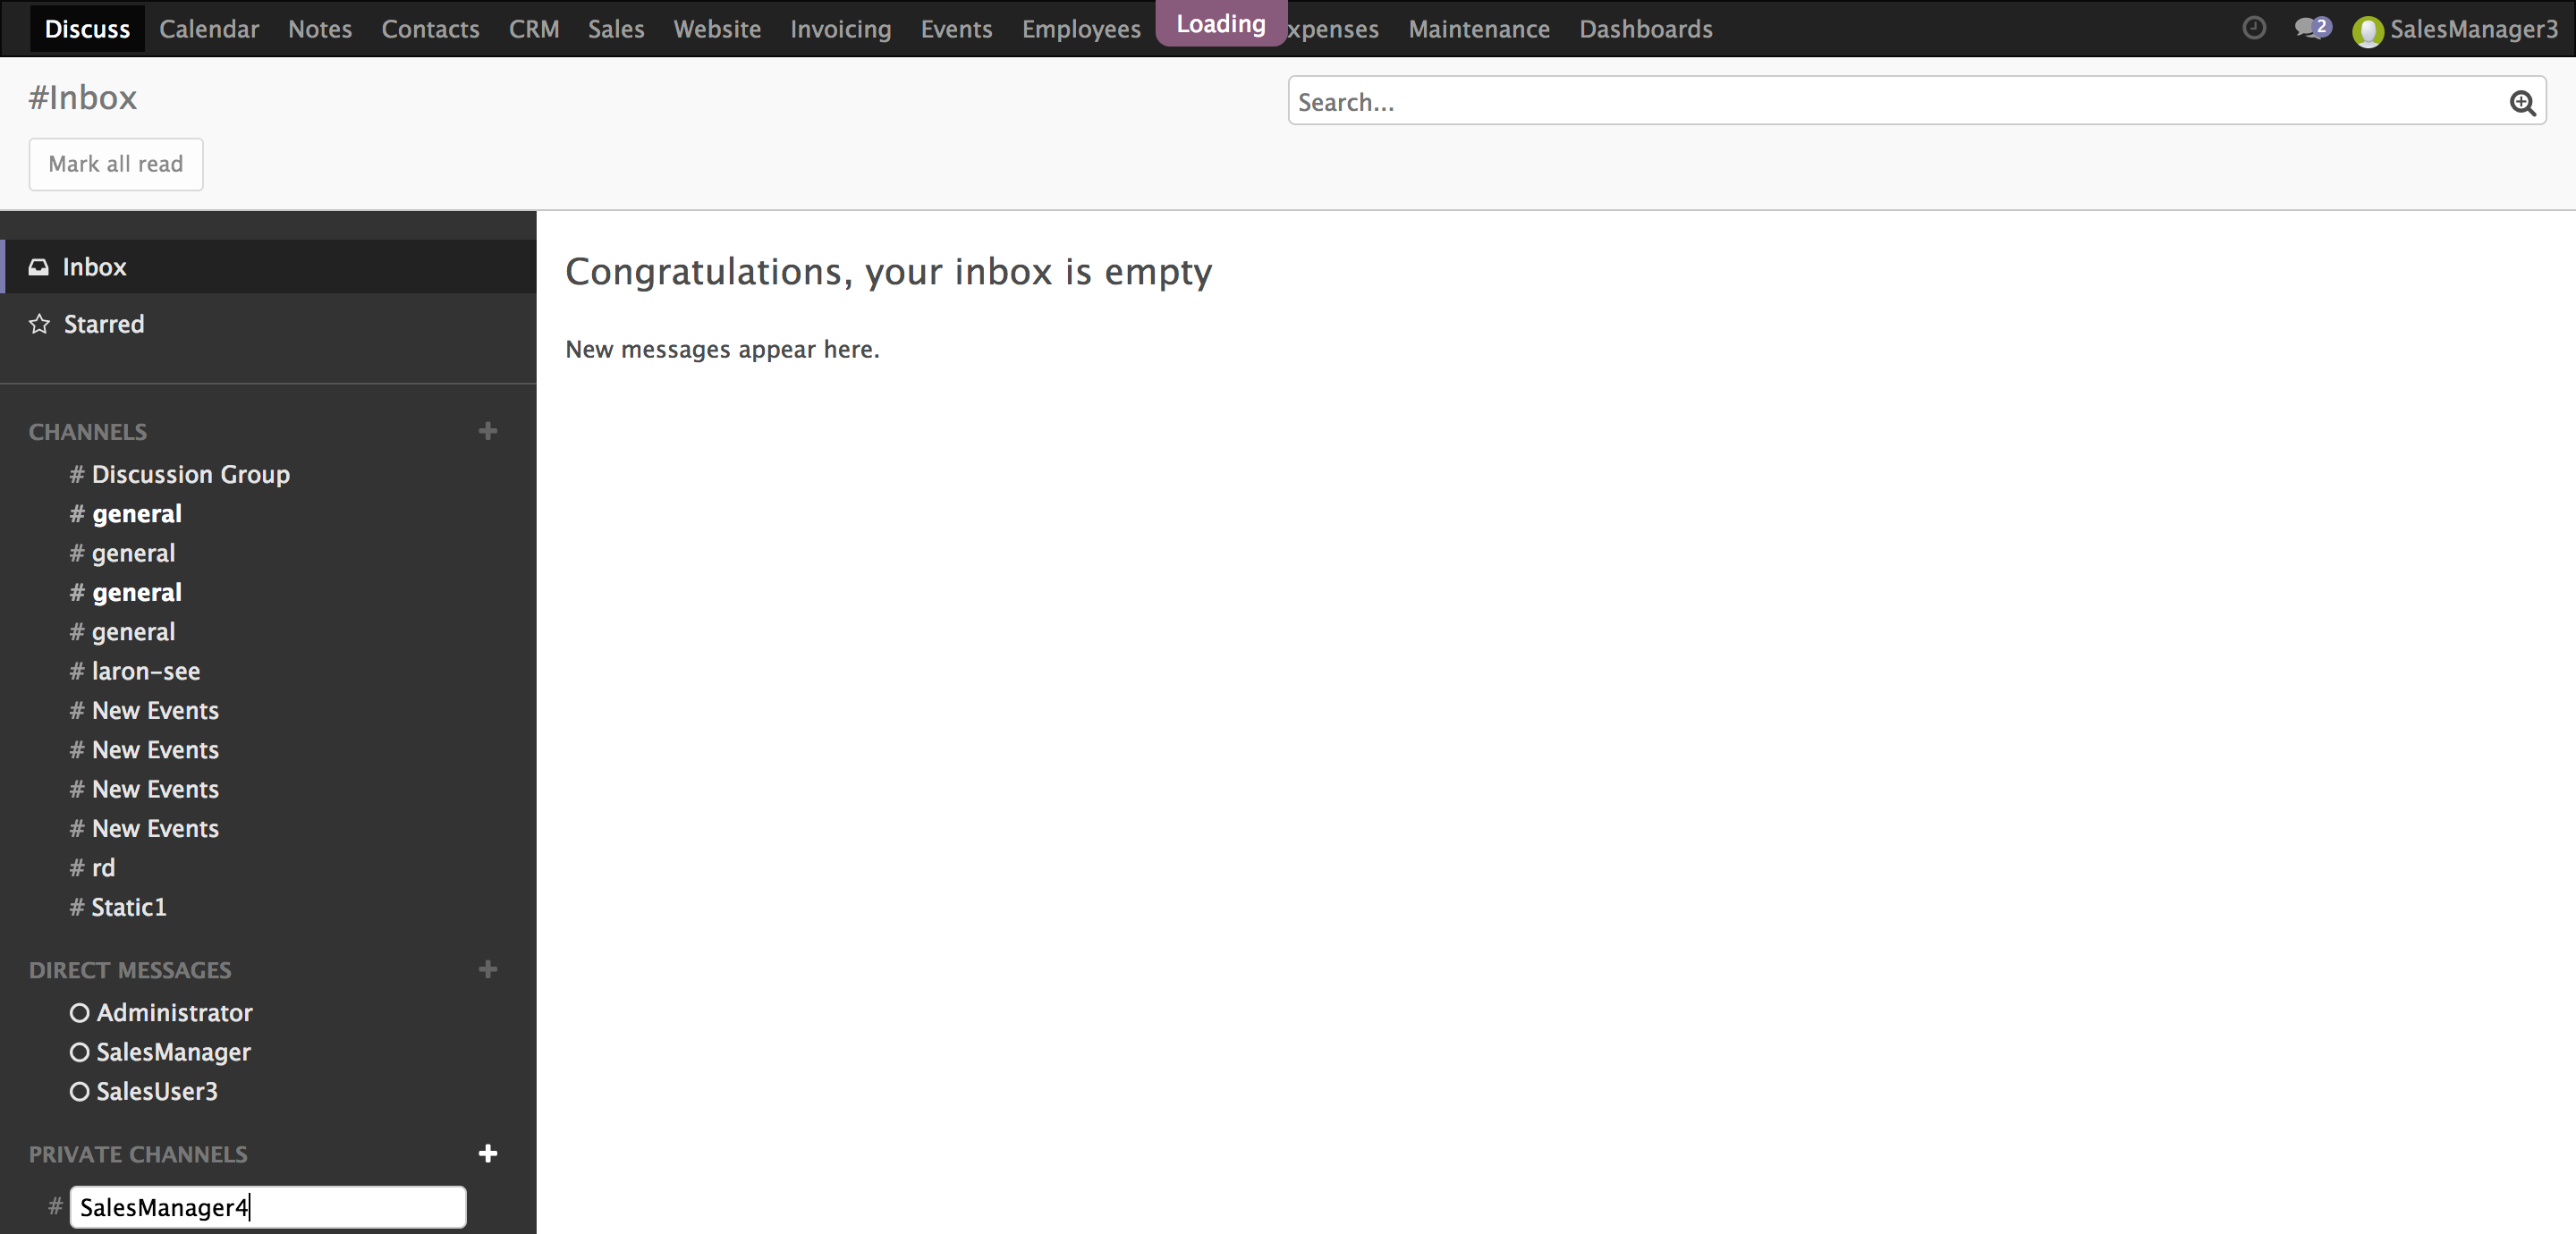 Discuss Calendar Notes Contacts CRM Sales Website Invoicing Events Employees Loading xpenses Maintenance Dashboards 2 SalesManager3
#Inbox
Search...
Mark all read
Inbox
Starred
Congratulations, your inbox is empty
New messages appear here.
CHANNELS
# Discussion Group
# general
# general
# general
# general
# laron-see
# New Events
# New Events
# New Events
# New Events
# rd
# Static1
DIRECT MESSAGES
Administrator
SalesManager
SalesUser3
PRIVATE CHANNELS
# SalesManager4